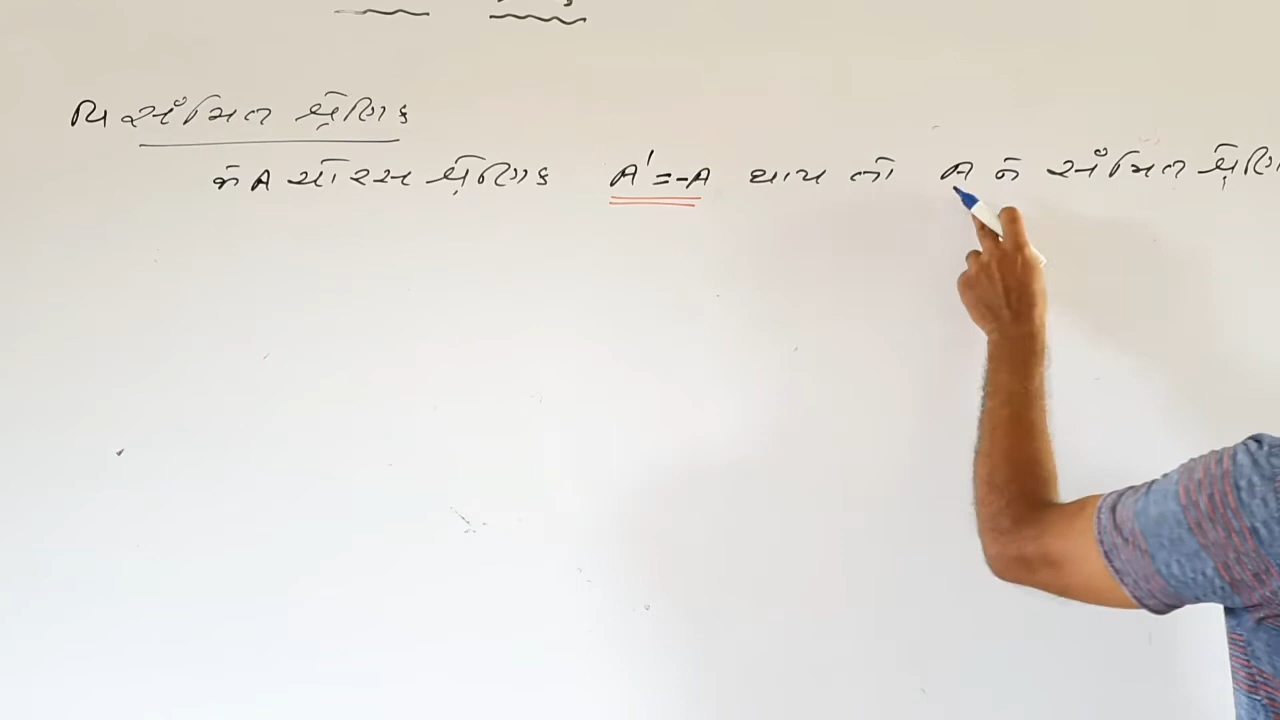 વિ સંમિત શ્રેણિક
જો A ચોરસ શ્રેણિક A' = -A થાય તો A ને સંમિત શ્રેણિ